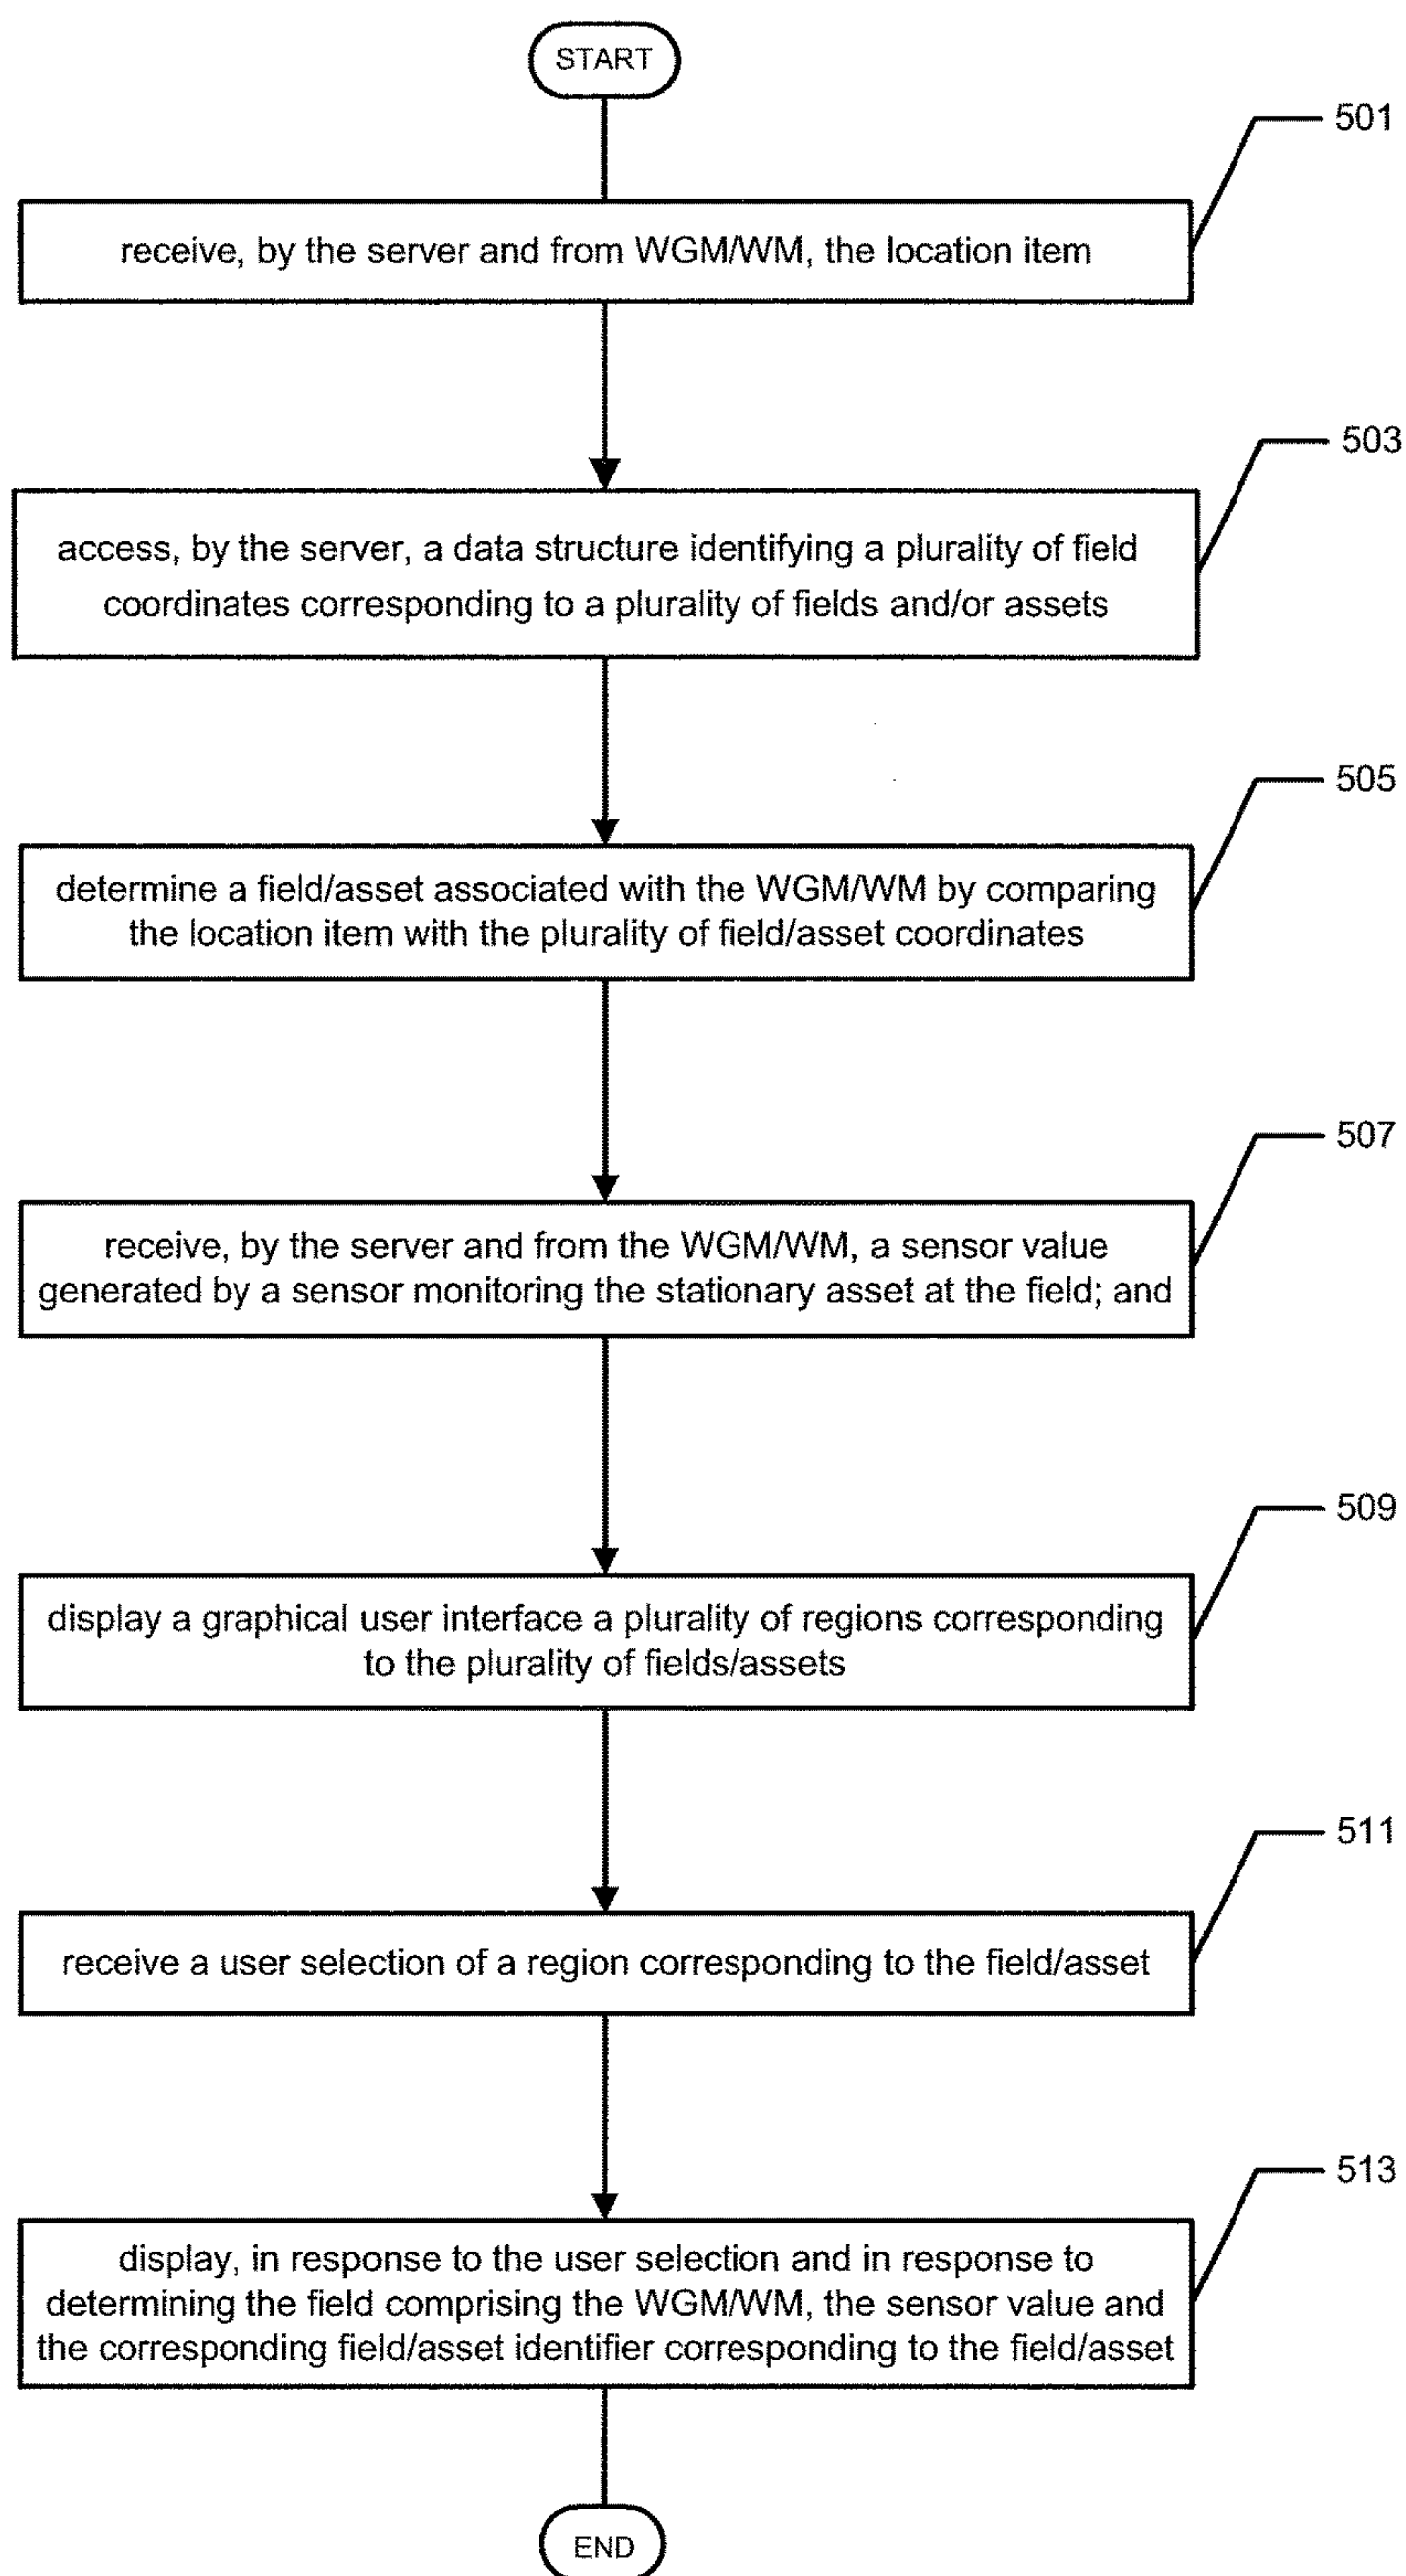 START
501
receive, by the server and from WGM/WM, the location item
503
access, by the server, a data structure identifying a plurality of field
coordinates corresponding to a plurality of fields and/or assets
505
determine a field/asset associated with the WGM/WM by comparing
the location item with the plurality of field/asset coordinates
507
receive, by the server and from the WGM/WM, a sensor value
generated by a sensor monitoring the stationary asset at the field; and
509
display a graphical user interface a plurality of regions corresponding
to the plurality of fields/assets
511
receive a user selection of a region corresponding to the field/asset
513
display, in response to the user selection and in response to
determining the field comprising the WGM/WM, the sensor value and
the corresponding field/asset identifier corresponding to the field/asset
END